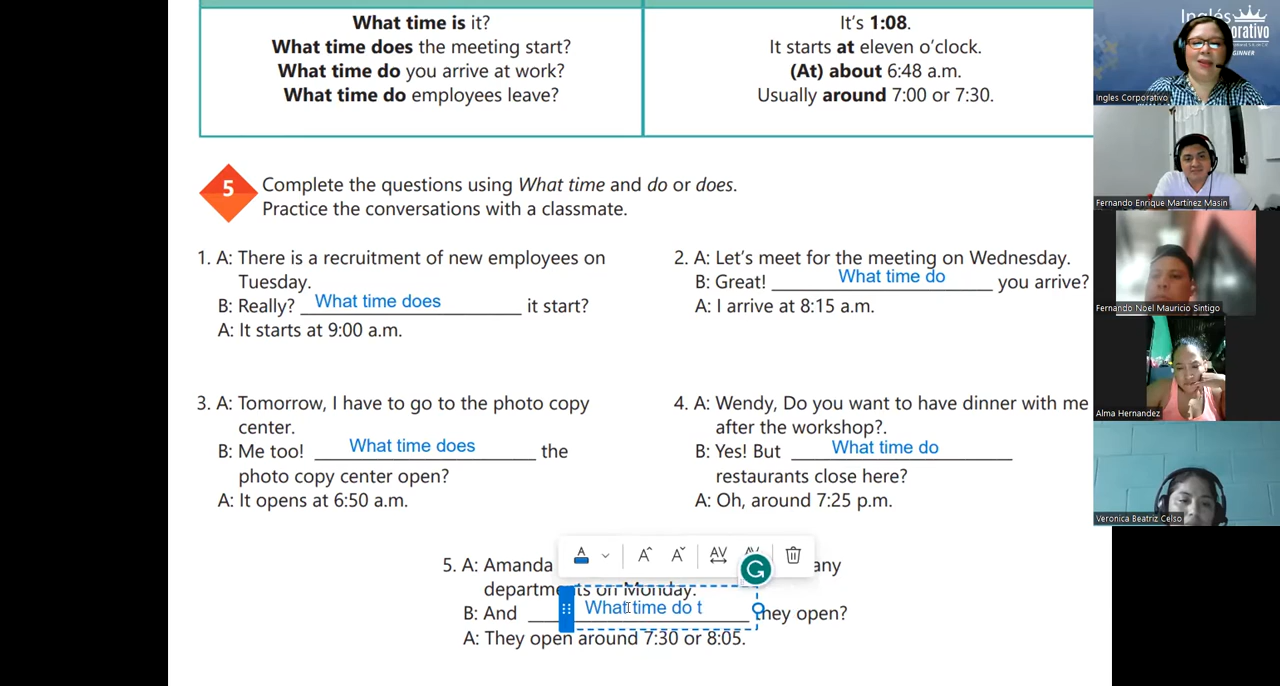 What time is it?
It's 1:08.
What time does the meeting start?
It starts at eleven o'clock.
What time do you arrive at work?
(At) about 6:48 a.m.
What time do employees leave?
Usually around 7:00 or 7:30.
5
Complete the questions using What time and do or does.
Practice the conversations with a classmate.
1. A: There is a recruitment of new employees on
Tuesday.
B: Really? What time does it start?
A: It starts at 9:00 a.m.
2. A: Let's meet for the meeting on Wednesday.
B: Great! What time do you arrive?
A: I arrive at 8:15 a.m.
3. A: Tomorrow, I have to go to the photo copy
center.
B: Me too! What time does the
photo copy center open?
A: It opens at 6:50 a.m.
4. A: Wendy, Do you want to have dinner with me
after the workshop?.
B: Yes! But What time do
restaurants close here?
A: Oh, around 7:25 p.m.
5. A: Amanda any
departments on Monday.
B: And What time do t they open?
A: They open around 7:30 or 8:05.
Inglés
Ingles Corporativo
Fernando Enrique Martínez Masin
Fernando Noel Mauricio Sintigo
Alma Hernandez
Veronica Beatriz Celso